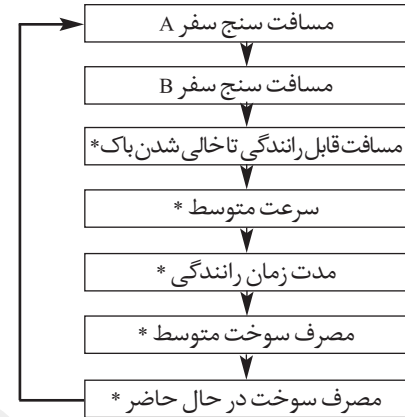 مسافت سنج سفر A
مسافت سنج سفر B
مسافت قابل رانندگی تا خالی شدن باک*
سرعت متوسط *
مدت زمان رانندگی *
مصرف سوخت متوسط *
مصرف سوخت در حال حاضر *